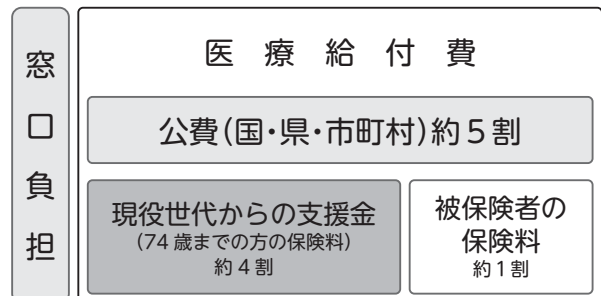 窓口負担
医療給付費
公費(国・県・市町村)約5割
現役世代からの支援金
(74歳までの方の保険料)
約4割
被保険者の
保険料
約1割